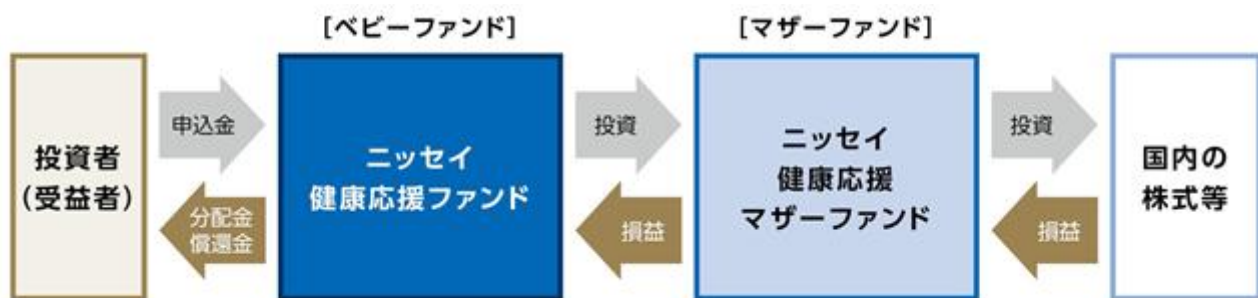 [ベビーファンド]
[マザーファンド]
投資者
(受益者)
申込金
分配金
償還金
ニッセイ
健康応援ファンド
投資
損益
ニッセイ
健康応援
マザーファンド
投資
損益
国内の
株式等